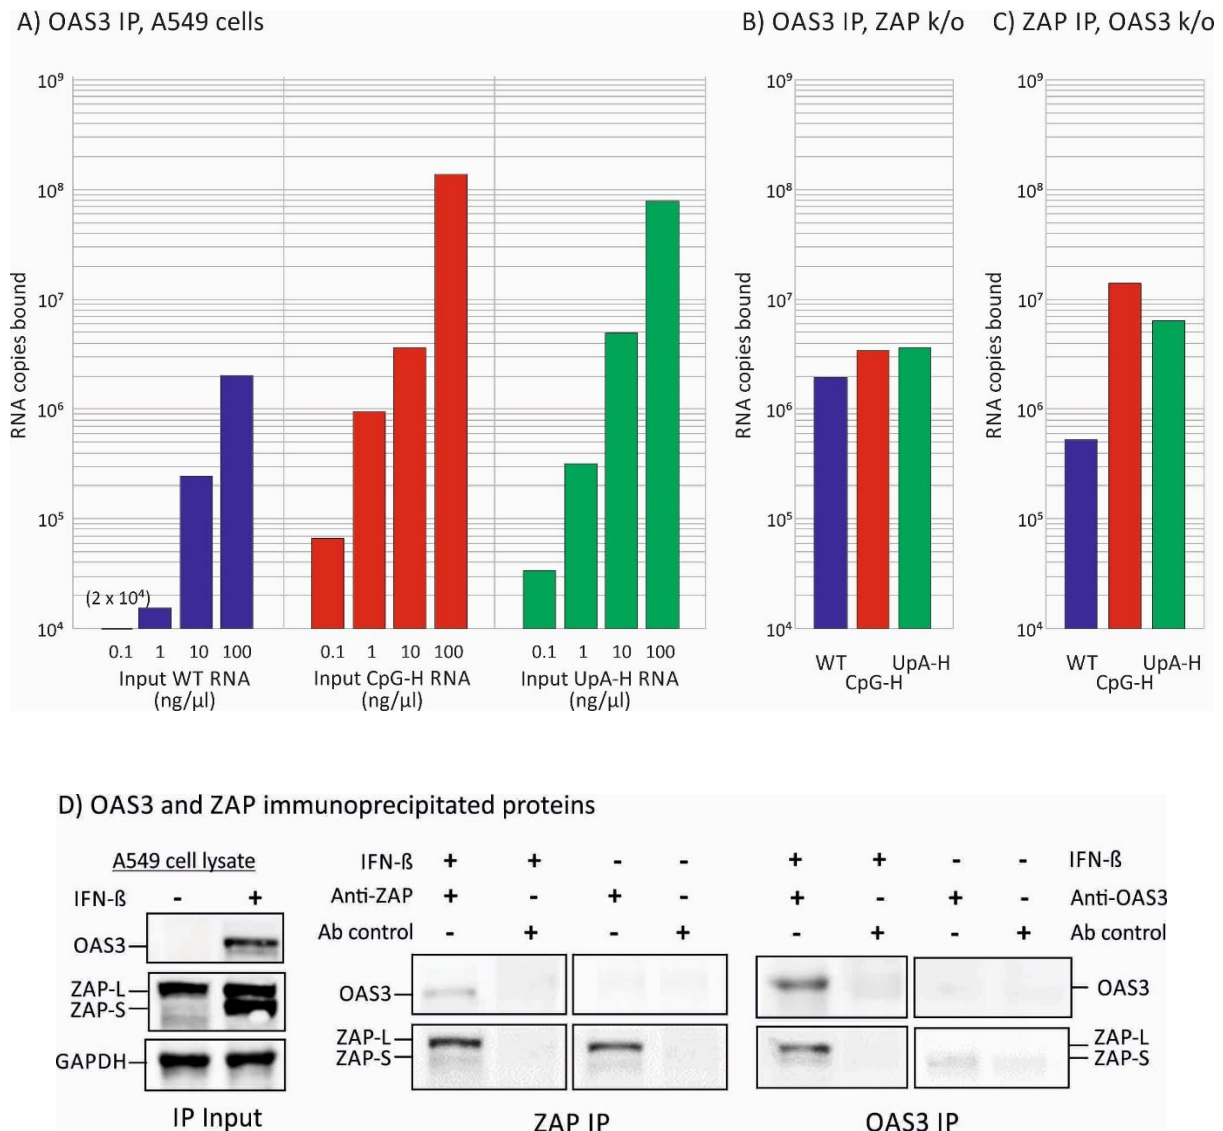 A) OAS3 IP, A549 cells
B) OAS3 IP, ZAP k/o
C) ZAP IP, OAS3 k/o
RNA copies bound
10⁹
10⁸
10⁷
10⁶
10⁵
10⁴
(2 x 10⁴)
0.1 1 10 100
Input WT RNA
(ng/µl)
0.1 1 10 100
Input CpG-H RNA
(ng/µl)
0.1 1 10 100
Input UpA-H RNA
(ng/µl)
RNA copies bound
10⁹
10⁸
10⁷
10⁶
10⁵
10⁴
WT UpA-H
CpG-H
RNA copies bound
10⁹
10⁸
10⁷
10⁶
10⁵
10⁴
WT UpA-H
CpG-H
D) OAS3 and ZAP immunoprecipitated proteins
A549 cell lysate
IFN-ß - +
OAS3
ZAP-L
ZAP-S
GAPDH
IP Input
IFN-ß + + - -
Anti-ZAP + - + -
Ab control - + - +
OAS3
ZAP-L
ZAP-S
ZAP IP
+ + - - IFN-ß
+ - + - Anti-OAS3
- + - + Ab control
OAS3
ZAP-L
ZAP-S
OAS3 IP